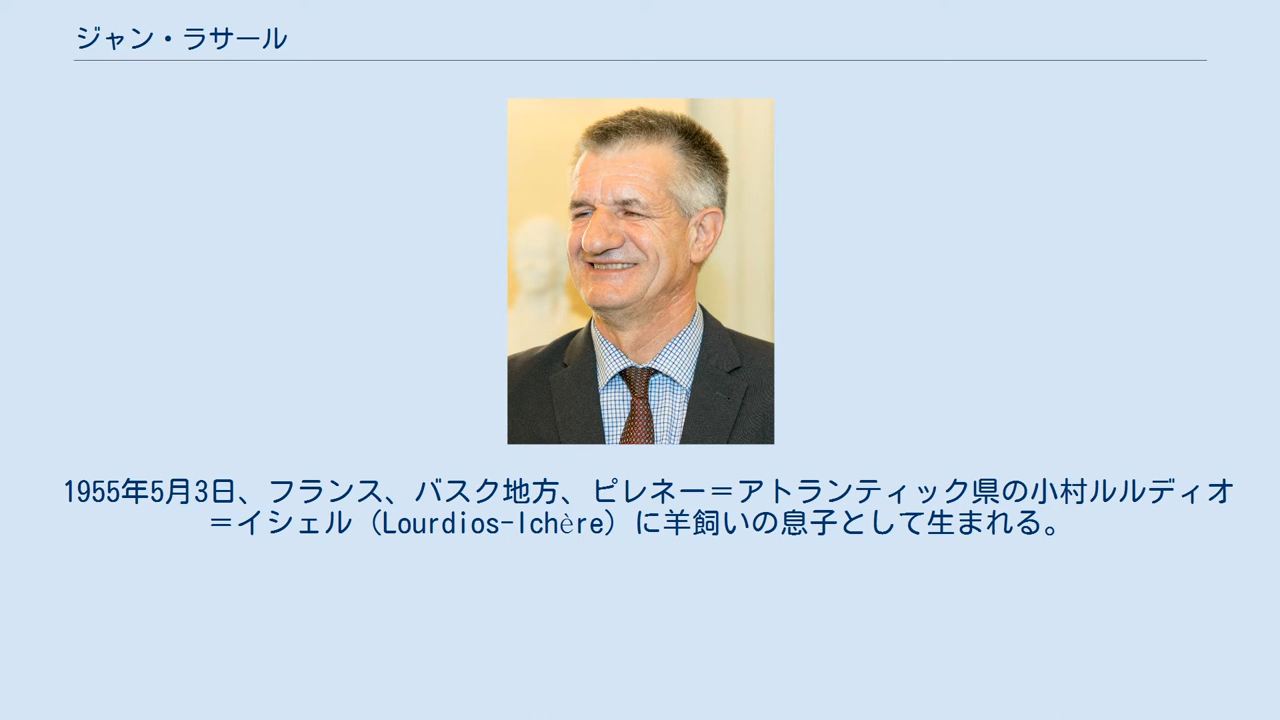 ジャン・ラサール
1955年5月3日、フランス、バスク地方、ピレネー＝アトランティック県の小村ルルディオ
＝イシェル（Lourdios-Ichère）に羊飼いの息子として生まれる。